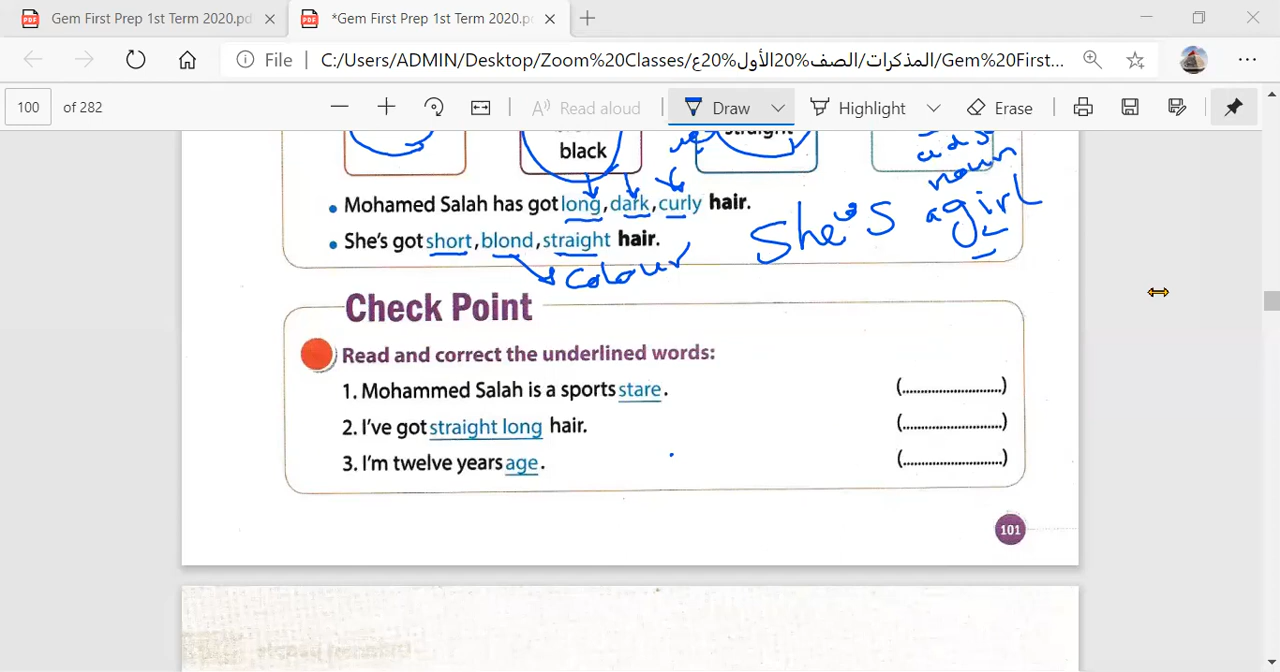 Gem First Prep 1st Term 2020.pd
*Gem First Prep 1st Term 2020.p
File C:/Users/ADMIN/Desktop/Zoom%20Classes/المذكرات/الصف%20الأول%20ع/Gem%20First...
100 of 282 Read aloud Draw Highlight Erase
straight
black
noun
Mohamed Salah has got long, dark, curly hair.
She's a girl
She's got short, blond, straight hair.
colour
Check Point
Read and correct the underlined words:
1. Mohammed Salah is a sports stare. (............................)
2. I've got straight long hair. (............................)
3. I'm twelve years age. (............................)
101